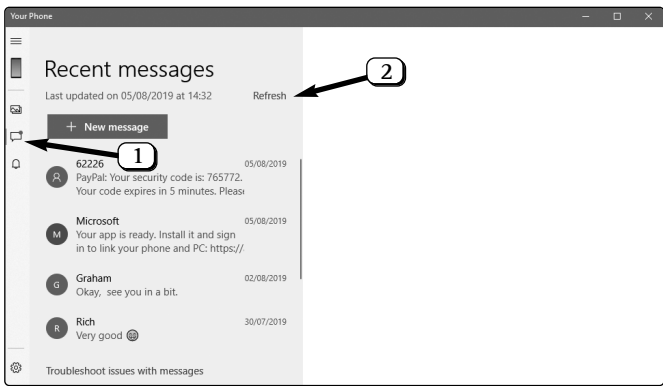 Your Phone
Recent messages
Last updated on 05/08/2019 at 14:32
Refresh
2
+ New message
1
62226
05/08/2019
PayPal: Your security code is: 765772.
Your code expires in 5 minutes. Please
M
Microsoft
05/08/2019
Your app is ready. Install it and sign
in to link your phone and PC: https://
G
Graham
02/08/2019
Okay, see you in a bit.
R
Rich
30/07/2019
Very good 😁
Troubleshoot issues with messages